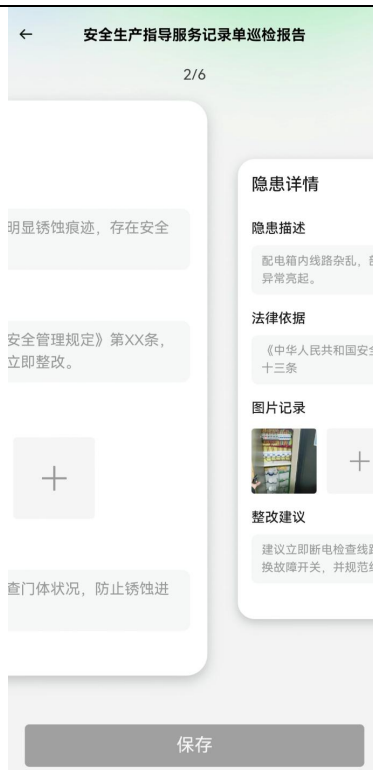 安全生产指导服务记录单巡检报告
2/6
明显锈蚀痕迹，存在安全
安全管理规定》第XX条，
立即整改。
查门体状况，防止锈蚀进
隐患详情
隐患描述
配电箱内线路杂乱，
异常亮起。
法律依据
《中华人民共和国安
十三条
图片记录
整改建议
建议立即断电检查线
换故障开关，并规范
保存